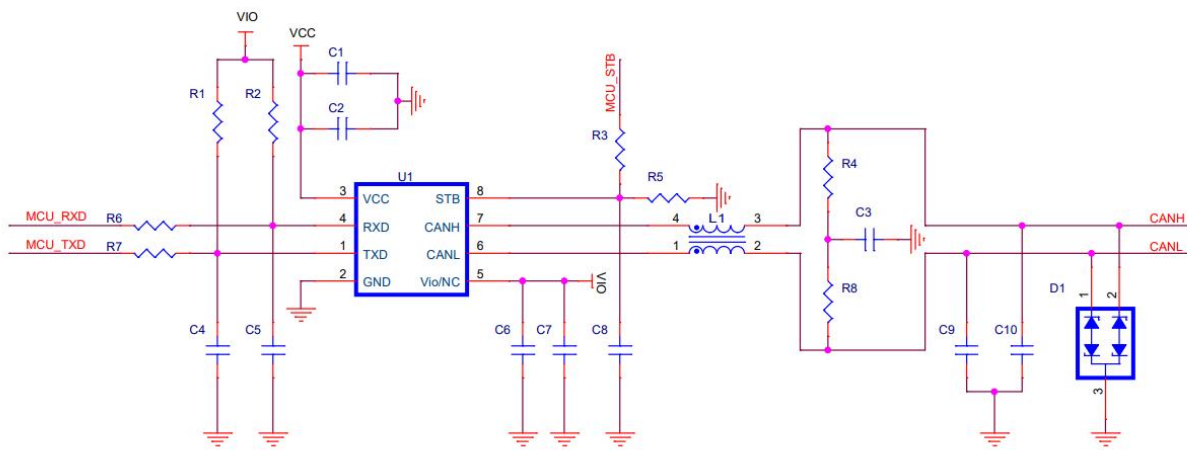 VIO
VCC
C1
R1
R2
C2
MCU_STB
R3
R4
U1
R5
3
VCC
STB
8
L1
C3
MCU_RXD
R6
4
RXD
CANH
7
4
3
CANH
MCU_TXD
R7
1
TXD
CANL
6
1
2
CANL
2
GND
Vio/NC
5
VIO
R8
D1
1
2
C4
C5
C6
C7
C8
C9
C10
3